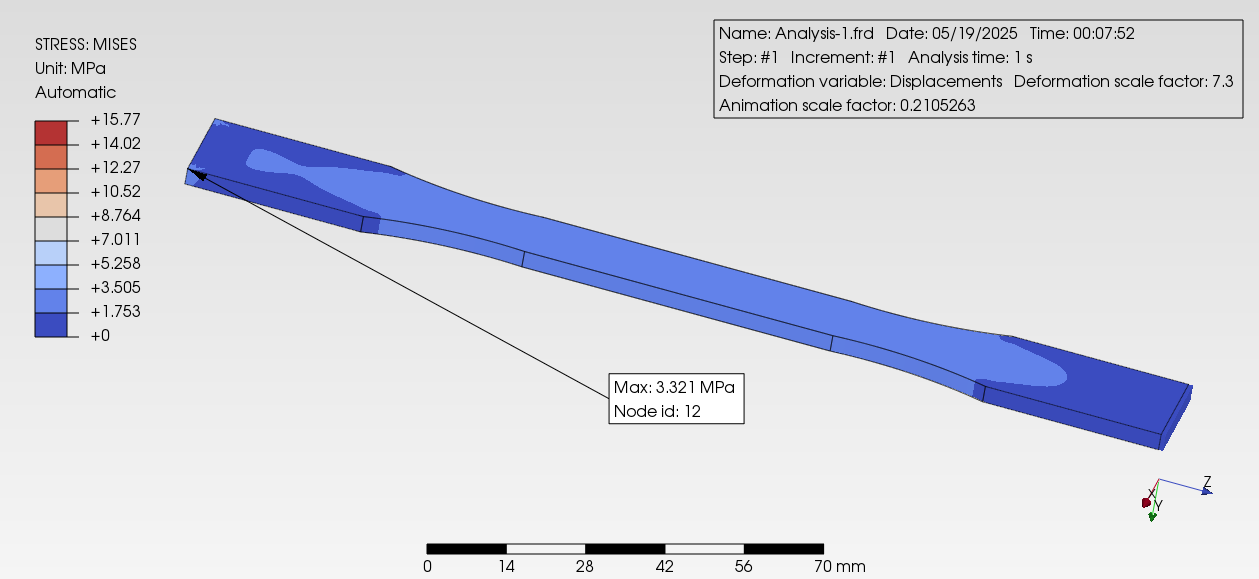 STRESS: MISES
Unit: MPa
Automatic
+15.77
+14.02
+12.27
+10.52
+8.764
+7.011
+5.258
+3.505
+1.753
+0
Name: Analysis-1.frd   Date: 05/19/2025   Time: 00:07:52
Step: #1   Increment: #1   Analysis time: 1 s
Deformation variable: Displacements   Deformation scale factor: 7.3
Animation scale factor: 0.2105263
Max: 3.321 MPa
Node id: 12
X Y Z
0 14 28 42 56 70 mm